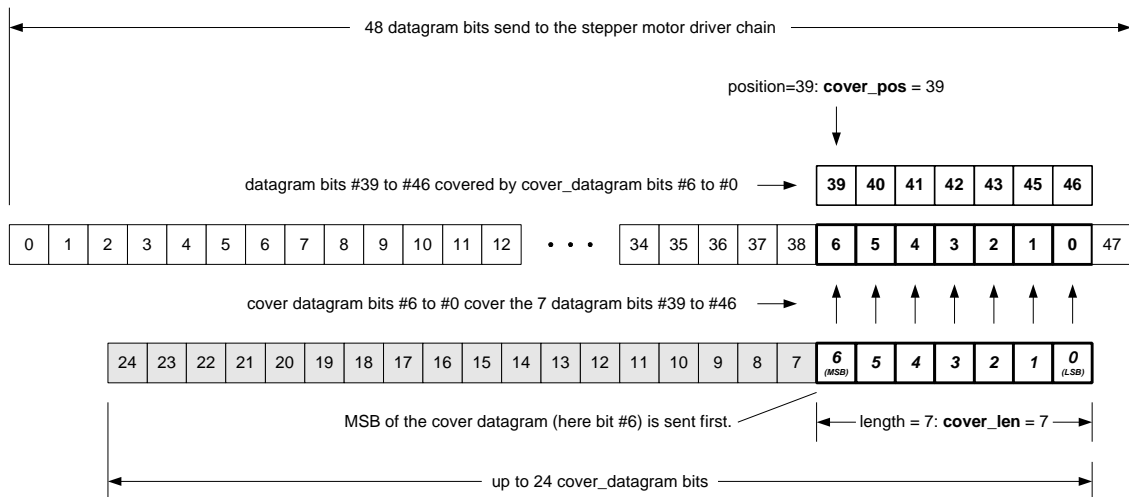 48 datagram bits send to the stepper motor driver chain
position=39: cover_pos = 39
datagram bits #39 to #46 covered by cover_datagram bits #6 to #0
39 40 41 42 43 45 46
0 1 2 3 4 5 6 7 8 9 10 11 12 • • • 34 35 36 37 38 6 5 4 3 2 1 0 47
cover datagram bits #6 to #0 cover the 7 datagram bits #39 to #46
24 23 22 21 20 19 18 17 16 15 14 13 12 11 10 9 8 7 6 5 4 3 2 1 0
(MSB) (LSB)
MSB of the cover datagram (here bit #6) is sent first.
length = 7: cover_len = 7
up to 24 cover_datagram bits